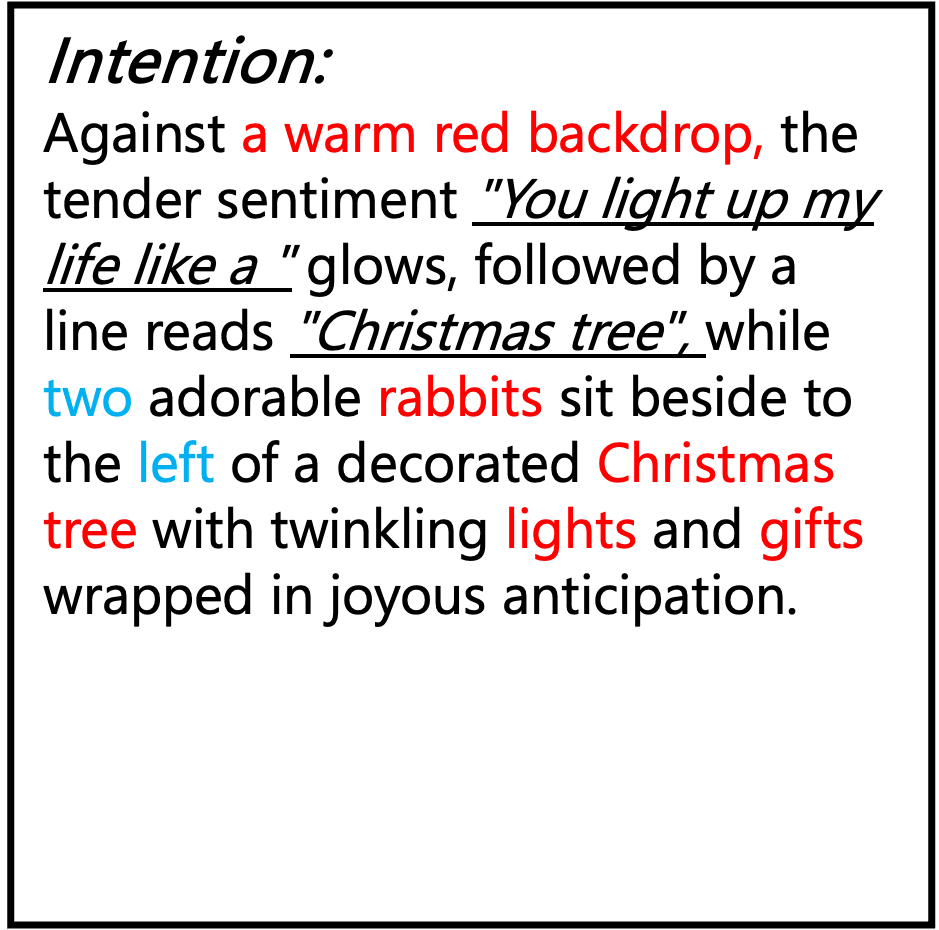 Intention:
Against a warm red backdrop, the
tender sentiment "You light up my
life like a " glows, followed by a
line reads "Christmas tree", while
two adorable rabbits sit beside to
the left of a decorated Christmas
tree with twinkling lights and gifts
wrapped in joyous anticipation.